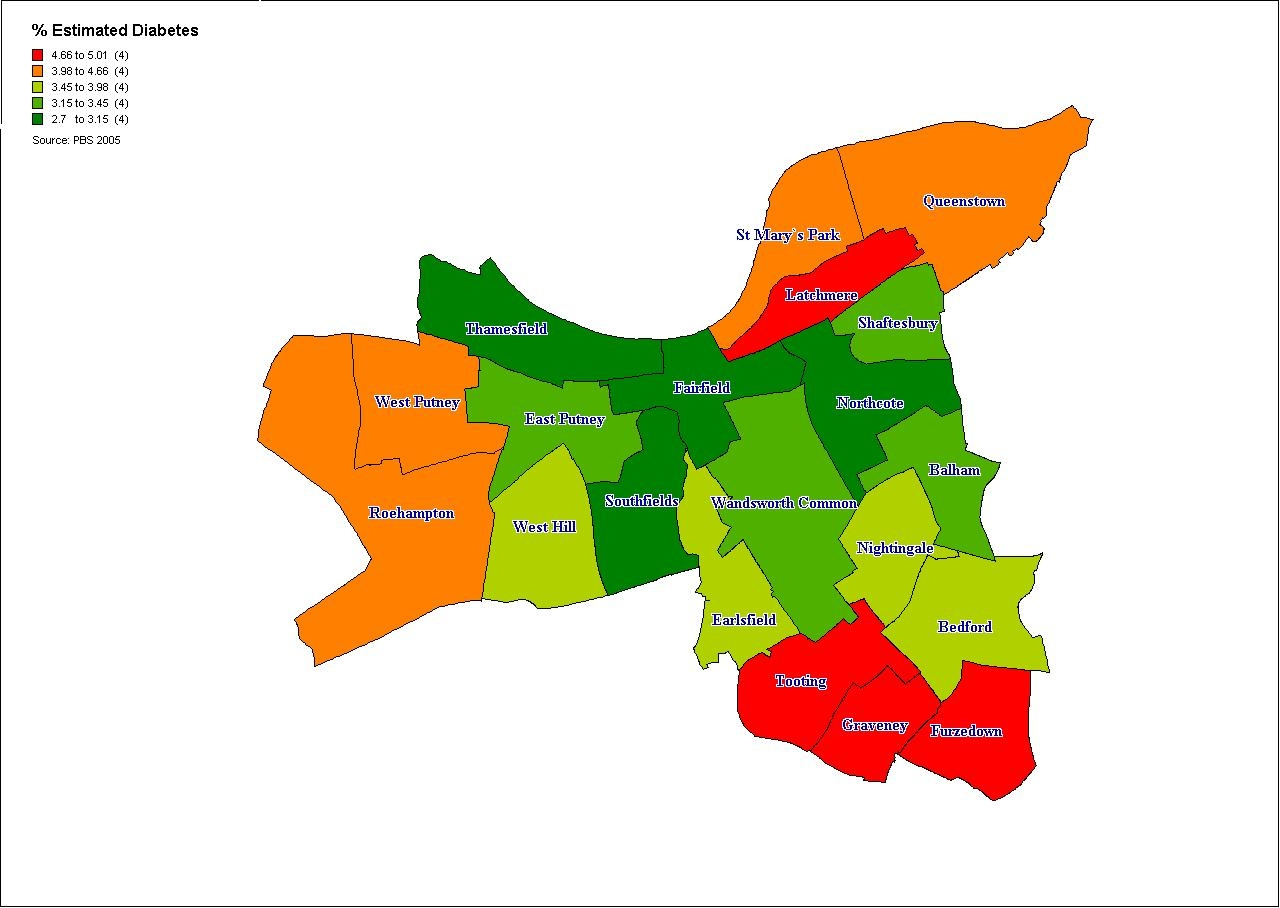 % Estimated Diabetes
4.66 to 5.01 (4)
3.98 to 4.66 (4)
3.45 to 3.98 (4)
3.15 to 3.45 (4)
2.7 to 3.15 (4)
Source: PBS 2005
Queenstown
St Mary`s Park
Latchmere
Shaftesbury
Thamesfield
Fairfield
West Putney
Northcote
East Putney
Balham
Southfields
Wandsworth Common
Roehampton
West Hill
Nightingale
Earlsfield
Bedford
Tooting
Graveney
Furzedown